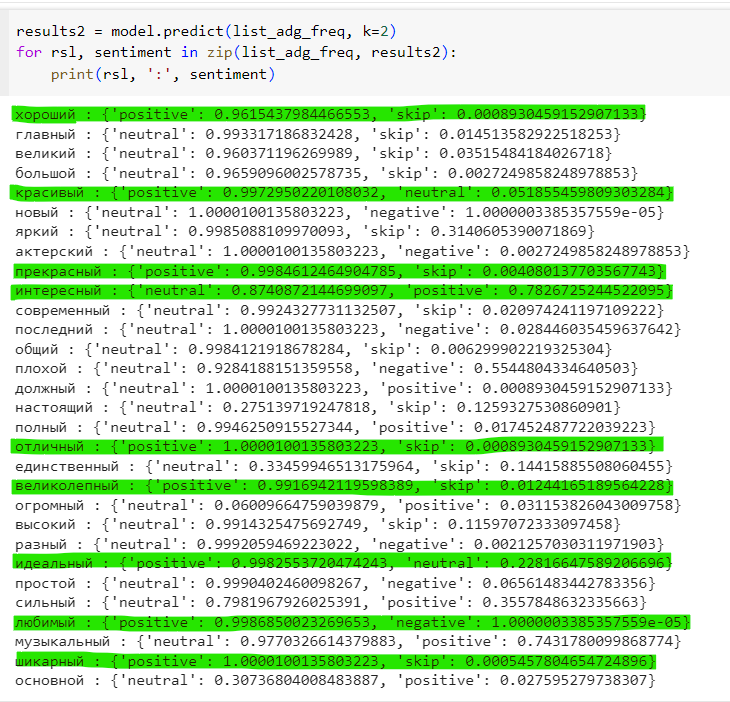 results2 = model.predict(list_adg_freq, k=2)
for rsl, sentiment in zip(list_adg_freq, results2):
    print(rsl, ':', sentiment)
хороший : {'positive': 0.9615437984466553, 'skip': 0.0008930459152907133}
главный : {'neutral': 0.993317186832428, 'skip': 0.014513582922518253}
великий : {'neutral': 0.960371196269989, 'skip': 0.03515484184026718}
большой : {'neutral': 0.9659096002578735, 'skip': 0.0027249858248978853}
красивый : {'positive': 0.9972950220108032, 'neutral': 0.051855459809303284}
новый : {'neutral': 1.0000100135803223, 'negative': 1.0000003385357559e-05}
яркий : {'neutral': 0.9985088109970093, 'skip': 0.3140605390071869}
актерский : {'neutral': 1.0000100135803223, 'negative': 0.0027249858248978853}
прекрасный : {'positive': 0.9984612464904785, 'skip': 0.004080137703567743}
интересный : {'neutral': 0.8740872144699097, 'positive': 0.7826725244522095}
современный : {'neutral': 0.9924327731132507, 'skip': 0.020974241197109222}
последний : {'neutral': 1.0000100135803223, 'negative': 0.028446035459637642}
общий : {'neutral': 0.9984121918678284, 'skip': 0.006299902219325304}
плохой : {'neutral': 0.9284188151359558, 'negative': 0.5544804334640503}
должный : {'neutral': 1.0000100135803223, 'positive': 0.0008930459152907133}
настоящий : {'neutral': 0.275139719247818, 'skip': 0.1259327530860901}
полный : {'neutral': 0.9946250915527344, 'positive': 0.017452487722039223}
отличный : {'positive': 1.0000100135803223, 'skip': 0.0008930459152907133}
единственный : {'neutral': 0.33459946513175964, 'skip': 0.14415885508060455}
великолепный : {'positive': 0.9916942119598389, 'skip': 0.01244165189564228}
огромный : {'neutral': 0.06009664759039879, 'positive': 0.031153826043009758}
высокий : {'neutral': 0.9914325475692749, 'skip': 0.11597072333097458}
разный : {'neutral': 0.9992059469223022, 'negative': 0.0021257030311971903}
идеальный : {'positive': 0.9982553720474243, 'neutral': 0.22816647589206696}
простой : {'neutral': 0.9990402460098267, 'negative': 0.06561483442783356}
сильный : {'neutral': 0.7981967926025391, 'positive': 0.3557848632335663}
любимый : {'positive': 0.9986850023269653, 'negative': 1.0000003385357559e-05}
музыкальный : {'neutral': 0.9770326614379883, 'positive': 0.7431780099868774}
шикарный : {'positive': 1.0000100135803223, 'skip': 0.0005457804654724896}
основной : {'neutral': 0.30736804008483887, 'positive': 0.027595279738307}